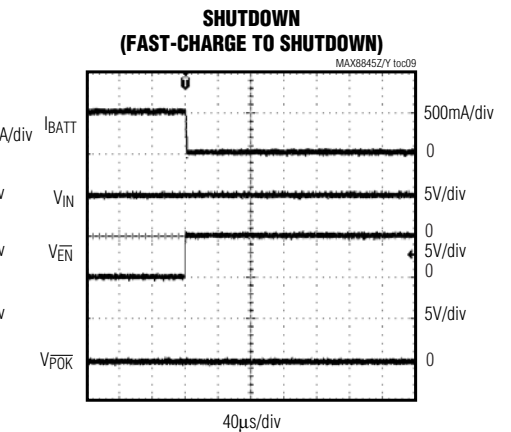 SHUTDOWN
(FAST-CHARGE TO SHUTDOWN)
MAX8845Z/Y toc09
A/div
IBATT
500mA/div
0
VIN
5V/div
0
VEN
5V/div
0
5V/div
VPOK
0
40µs/div